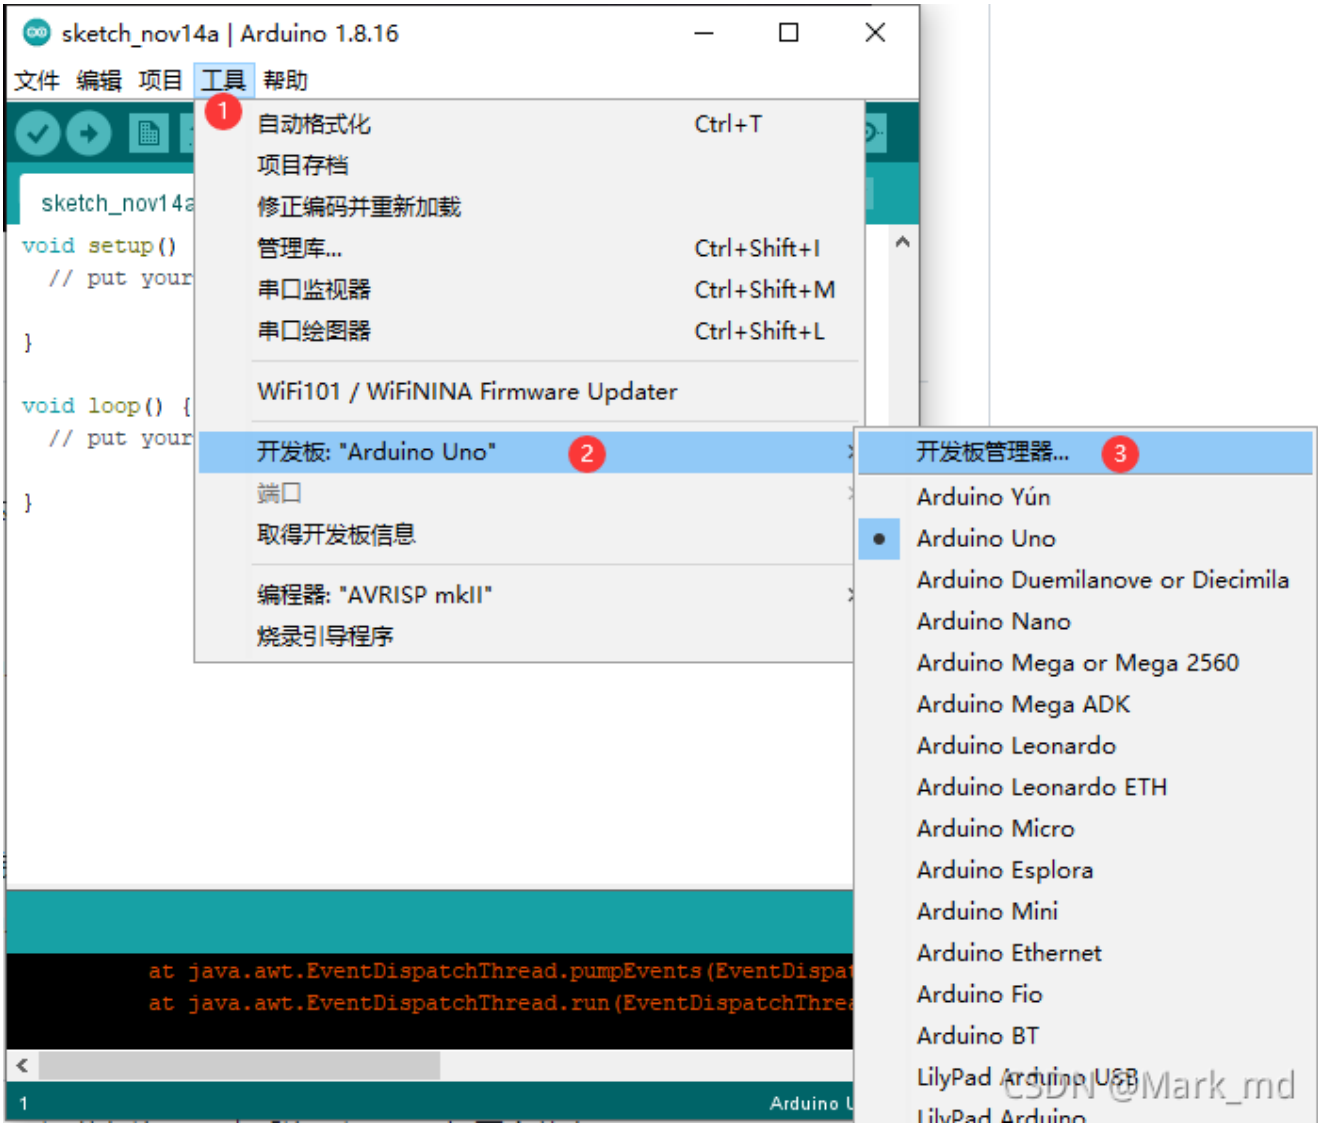 sketch_nov14a | Arduino 1.8.16
文件 编辑 项目 工具 帮助
1
自动格式化 Ctrl+T
项目存档
修正编码并重新加载
管理库... Ctrl+Shift+I
串口监视器 Ctrl+Shift+M
串口绘图器 Ctrl+Shift+L
WiFi101 / WiFiNINA Firmware Updater
开发板: "Arduino Uno" 2
端口
取得开发板信息
编程器: "AVRISP mkII"
烧录引导程序
sketch_nov14a
void setup()
// put your
}
void loop() {
// put your
}
开发板管理器... 3
Arduino Yún
Arduino Uno
Arduino Duemilanove or Diecimila
Arduino Nano
Arduino Mega or Mega 2560
Arduino Mega ADK
Arduino Leonardo
Arduino Leonardo ETH
Arduino Micro
Arduino Esplora
Arduino Mini
Arduino Ethernet
Arduino Fio
Arduino BT
LilyPad Arduino USB
LilyPad Arduino
at java.awt.EventDispatchThread.pumpEvents(EventDispat
at java.awt.EventDispatchThread.run(EventDispatchThrea
1
Arduino U
CSDN @Mark_md